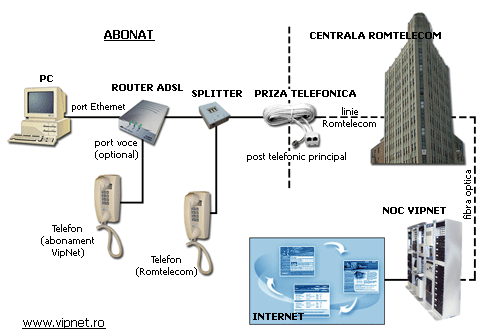 ABONAT
CENTRALA ROMTELECOM
PC
ROUTER ADSL
SPLITTER
PRIZA TELEFONICA
port Ethernet
linie
Romtelecom
port voce
(optional)
post telefonic principal
fibra optica
NOC VIPNET
Telefon
(abonament
VipNet)
Telefon
(Romtelecom)
INTERNET
www.vipnet.ro